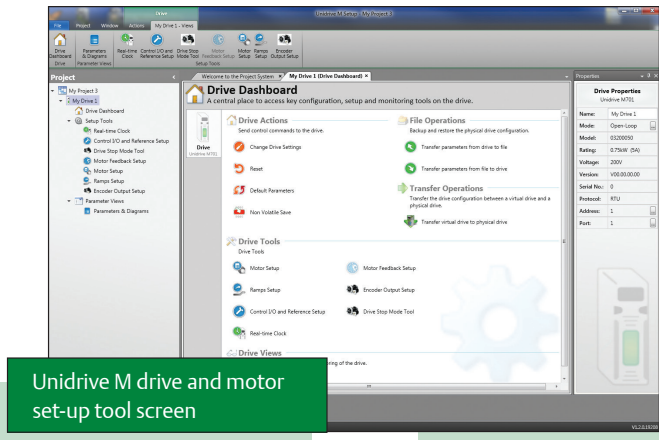 Drive
Unidrive M Setup - My Project 3
File Project Window Actions My Drive 1 - Views
Drive Dashboard
Parameters & Diagrams
Real-time Clock
Control I/O and Reference Setup
Drive Stop Mode Tool
Motor Feedback Setup
Motor Setup
Ramps Setup
Encoder Output Setup
Drive Parameter Views Setup Tools
Project
My Project 3
My Drive 1
Drive Dashboard
Setup Tools
Real-time Clock
Control I/O and Reference Setup
Drive Stop Mode Tool
Motor Feedback Setup
Motor Setup
Ramps Setup
Encoder Output Setup
Parameter Views
Parameters & Diagrams
Welcome to the Project System × My Drive 1 (Drive Dashboard) ×
Drive Dashboard
A central place to access key configuration, setup and monitoring tools on the drive.
Drive
Unidrive M701
Drive Actions
Send control commands to the drive.
Change Drive Settings
Reset
Default Parameters
Non Volatile Save
File Operations
Backup and restore the physical drive configuration.
Transfer parameters from drive to file
Transfer parameters from file to drive
Transfer Operations
Transfer the drive configuration between a virtual drive and a
physical drive.
Transfer virtual drive to physical drive
Drive Tools
Drive Tools
Motor Setup Motor Feedback Setup
Ramps Setup Encoder Output Setup
Control I/O and Reference Setup Drive Stop Mode Tool
Real-time Clock
Drive Views
ring of the drive.
Properties
Drive Properties
Unidrive M701
Name: My Drive 1
Mode: Open-Loop
Model: 03200050
Rating: 0.75kW (5A)
Voltage: 200V
Version: V00.00.00.00
Serial No.: 0
Protocol: RTU
Address: 1
Port: 1
Unidrive M drive and motor
set-up tool screen
V1.2.0.19208